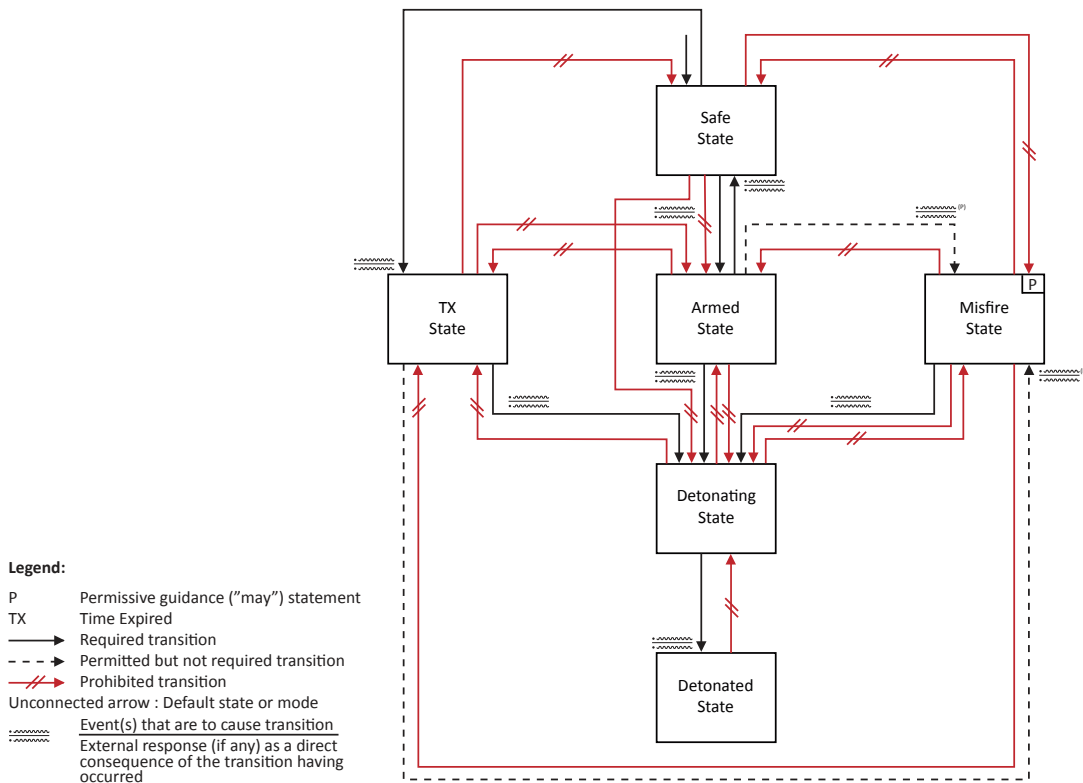 Safe
State
(P)
TX
State
Armed
State
P
Misfire
State
Detonating
State
Detonated
State
Legend:
P Permissive guidance (”may”) statement
TX Time Expired
Required transition
Permitted but not required transition
Prohibited transition
Unconnected arrow : Default state or mode
Event(s) that are to cause transition
External response (if any) as a direct
consequence of the transition having
occurred